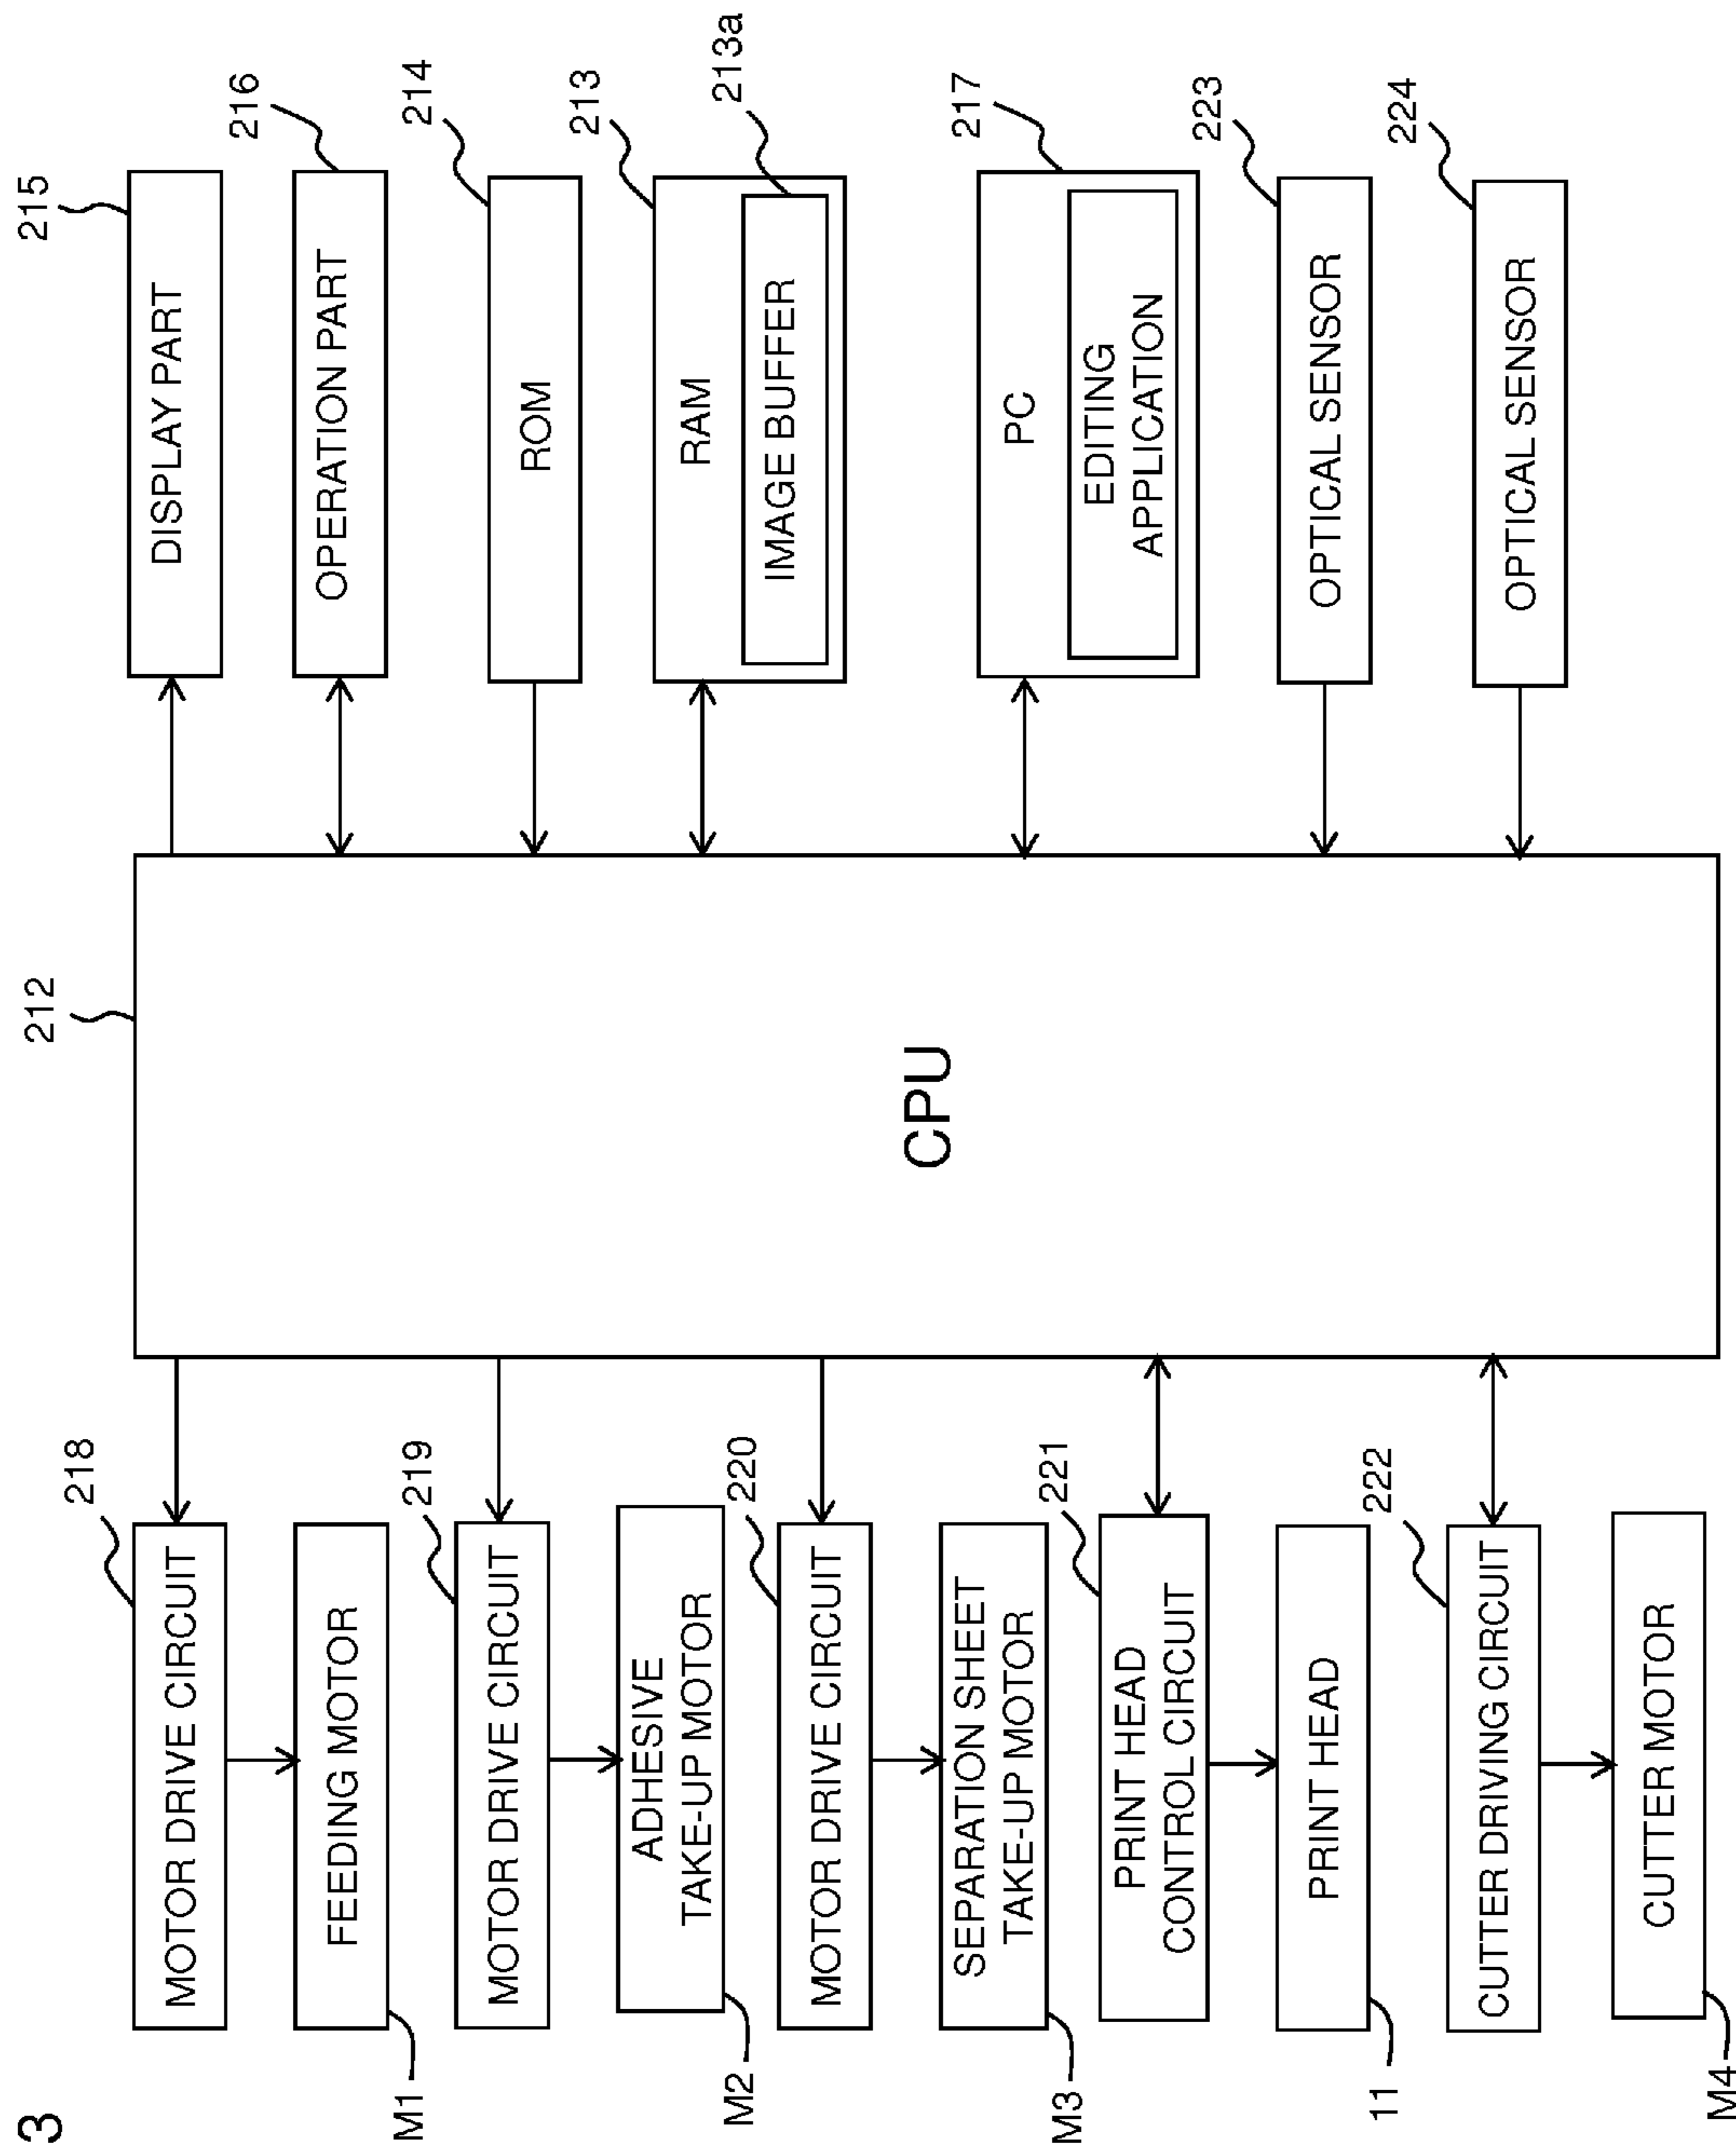 3
218
MOTOR DRIVE CIRCUIT
FEEDING MOTOR
M1
219
MOTOR DRIVE CIRCUIT
ADHESIVE
TAKE-UP MOTOR
M2
220
MOTOR DRIVE CIRCUIT
SEPARATION SHEET
TAKE-UP MOTOR
M3
221
PRINT HEAD
CONTROL CIRCUIT
PRINT HEAD
11
222
CUTTER DRIVING CIRCUIT
CUTTER MOTOR
M4
212
CPU
215
DISPLAY PART
216
OPERATION PART
214
ROM
213
RAM
213a
IMAGE BUFFER
217
PC
EDITING
APPLICATION
223
OPTICAL SENSOR
224
OPTICAL SENSOR